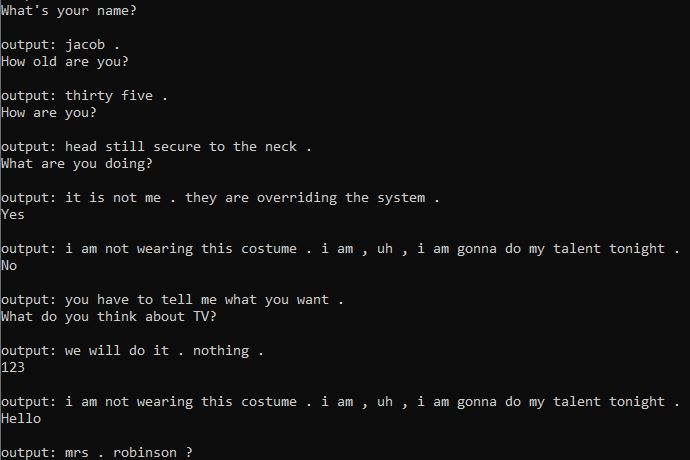 What's your name?
output: jacob .
How old are you?
output: thirty five .
How are you?
output: head still secure to the neck .
What are you doing?
output: it is not me . they are overriding the system .
Yes
output: i am not wearing this costume . i am , uh , i am gonna do my talent tonight .
No
output: you have to tell me what you want .
What do you think about TV?
output: we will do it . nothing .
123
output: i am not wearing this costume . i am , uh , i am gonna do my talent tonight .
Hello
output: mrs . robinson ?